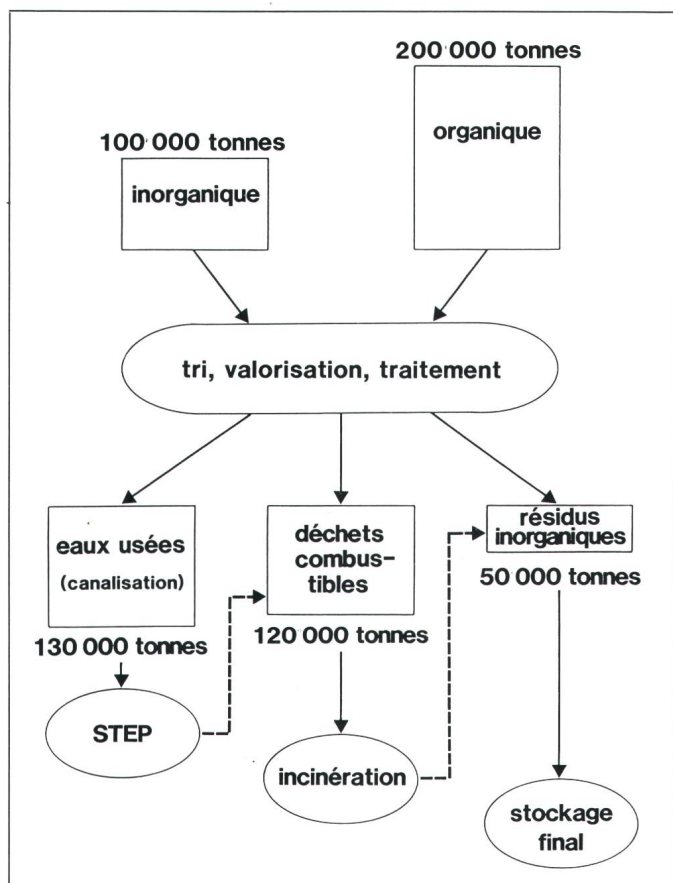 200 000 tonnes
organique
100 000 tonnes
inorganique
tri, valorisation, traitement
eaux usées
(canalisation)
130 000 tonnes
STEP
déchets
combus-
tibles
120 000 tonnes
incinération
résidus
inorganiques
50 000 tonnes
stockage
final